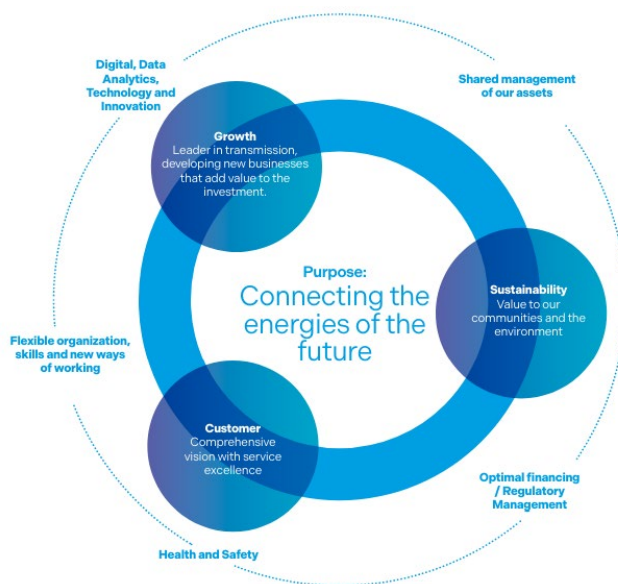 Digital, Data
Analytics,
Technology and
Innovation
Shared management
of our assets
Growth
Leader in transmission,
developing new businesses
that add value to the
investment.
Purpose:
Connecting the
energies of the
future
Sustainability
Value to our
communities and the
environment
Flexible organization,
skills and new ways
of working
Customer
Comprehensive
vision with service
excellence
Optimal financing
/ Regulatory
Management
Health and Safety